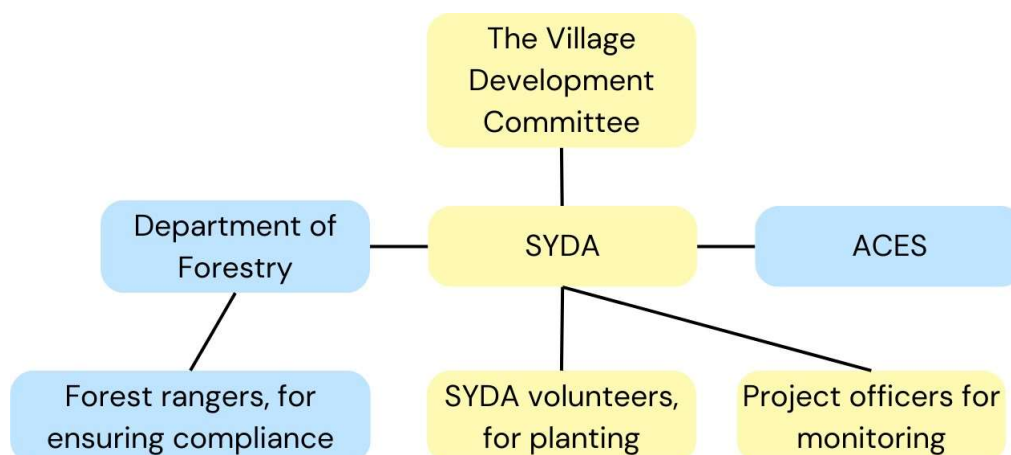 The Village
Development
Committee
Department of
Forestry
SYDA
ACES
Forest rangers, for
ensuring compliance
SYDA volunteers,
for planting
Project officers for
monitoring